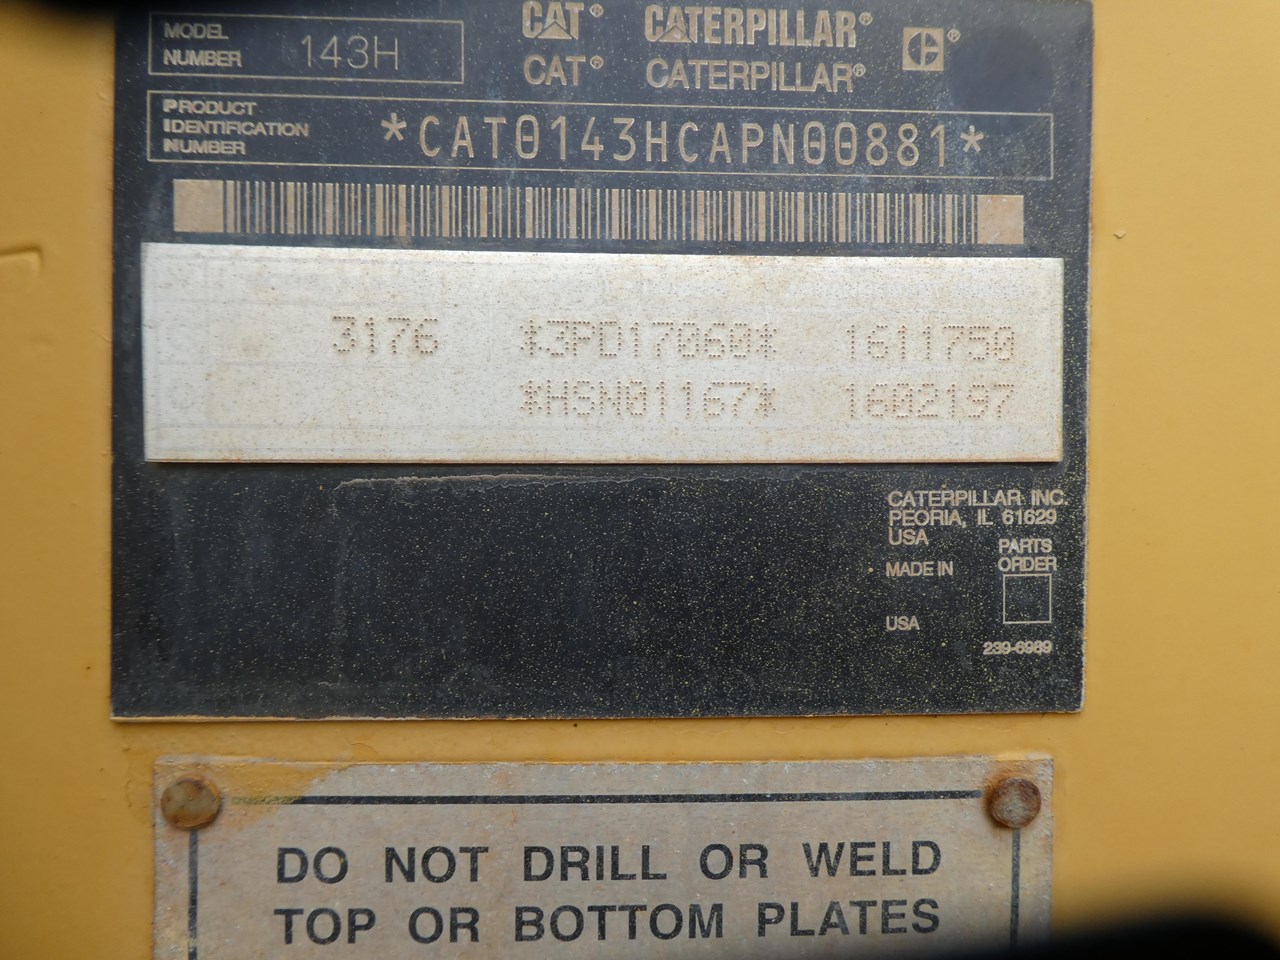 MODEL
NUMBER 143H
CAT® CATERPILLAR®
CAT® CATERPILLAR®
PRODUCT
IDENTIFICATION
NUMBER
*CAT0143HCAPN00881*
3176 *3PD17060* 1611750
*HSN01167* 1602197
CATERPILLAR INC.
PEORIA, IL 61629
USA
PARTS
ORDER
MADE IN
USA
239-6989
DO NOT DRILL OR WELD
TOP OR BOTTOM PLATES